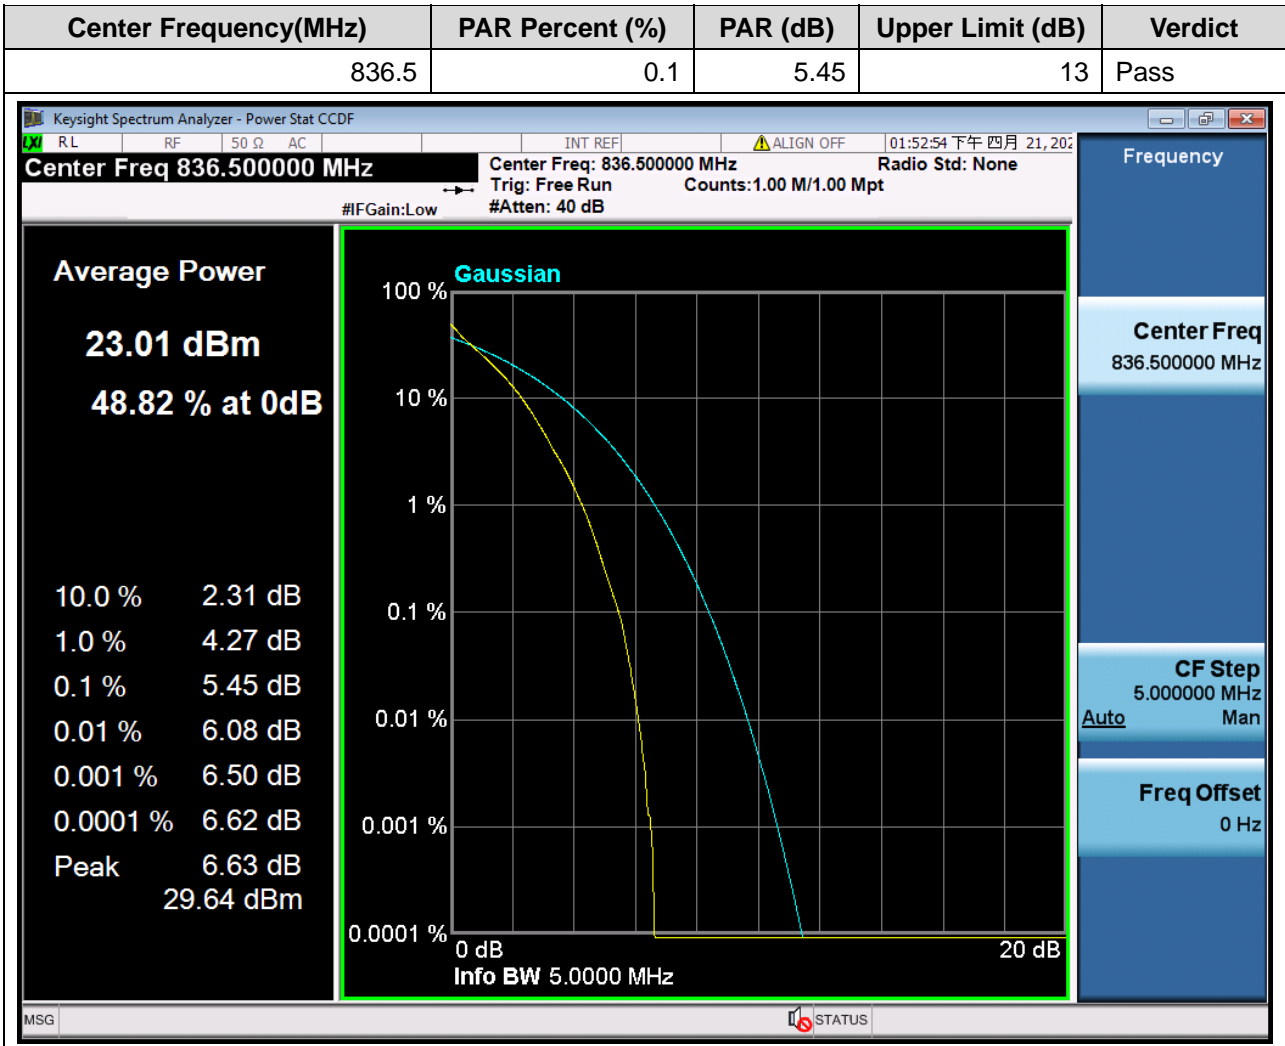 Center Frequency(MHz) PAR Percent (%) PAR (dB) Upper Limit (dB) Verdict
836.5 0.1 5.45 13 Pass
Keysight Spectrum Analyzer - Power Stat CCDF
LXI RL RF 50 Ω AC INT REF ALIGN OFF 01:52:54 下午 四月 21, 202
Center Freq 836.500000 MHz
Center Freq: 836.500000 MHz Radio Std: None
Trig: Free Run Counts:1.00 M/1.00 Mpt
#IFGain:Low #Atten: 40 dB
Average Power
23.01 dBm
48.82 % at 0dB
10.0 % 2.31 dB
1.0 % 4.27 dB
0.1 % 5.45 dB
0.01 % 6.08 dB
0.001 % 6.50 dB
0.0001 % 6.62 dB
Peak 6.63 dB
29.64 dBm
Gaussian
100 %
10 %
1 %
0.1 %
0.01 %
0.001 %
0.0001 %
0 dB 20 dB
Info BW 5.0000 MHz
Frequency
Center Freq
836.500000 MHz
CF Step
5.000000 MHz
Auto Man
Freq Offset
0 Hz
MSG STATUS